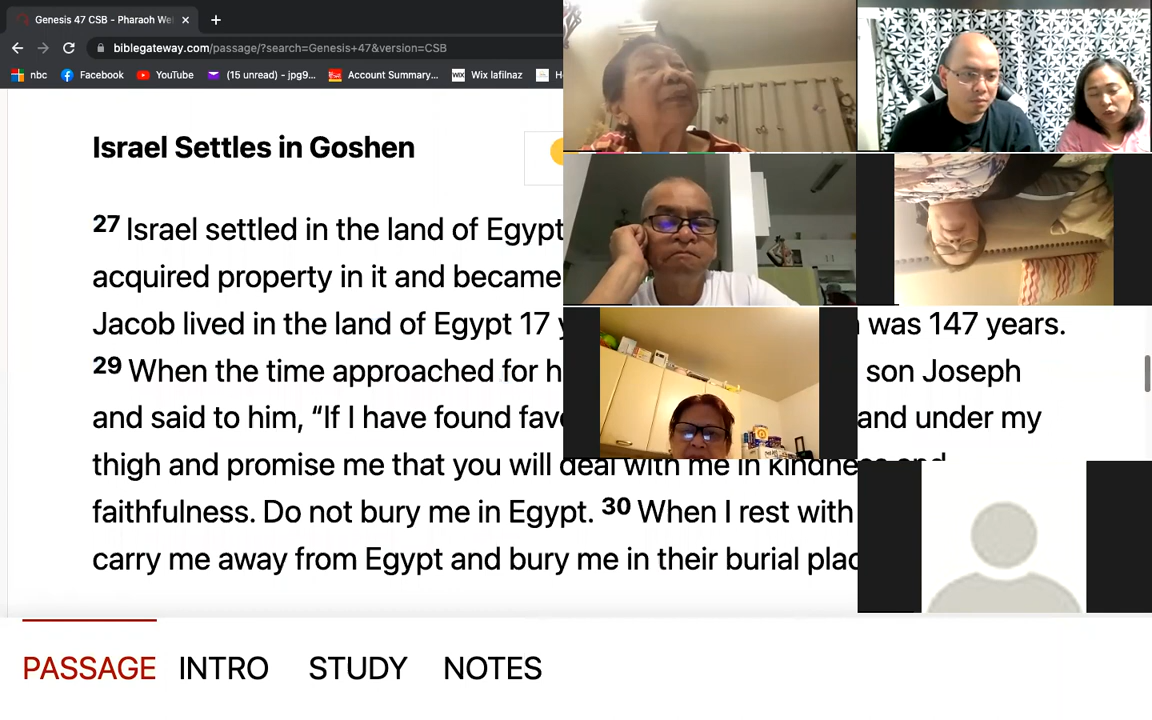 Genesis 47 CSB - Pharaoh Wel
biblegateway.com/passage/?search=Genesis+47&version=CSB
nbc Facebook YouTube (15 unread) - jpg9... Account Summary... WIX Wix lafilnaz
Israel Settles in Goshen
27 Israel settled in the land of Egypt
acquired property in it and became
Jacob lived in the land of Egypt 17 was 147 years.
29 When the time approached for h son Joseph
and said to him, “If I have found fav and under my
thigh and promise me that you will deal with me in kindness and
faithfulness. Do not bury me in Egypt. 30 When I rest with
carry me away from Egypt and bury me in their burial plac
PASSAGE INTRO STUDY NOTES